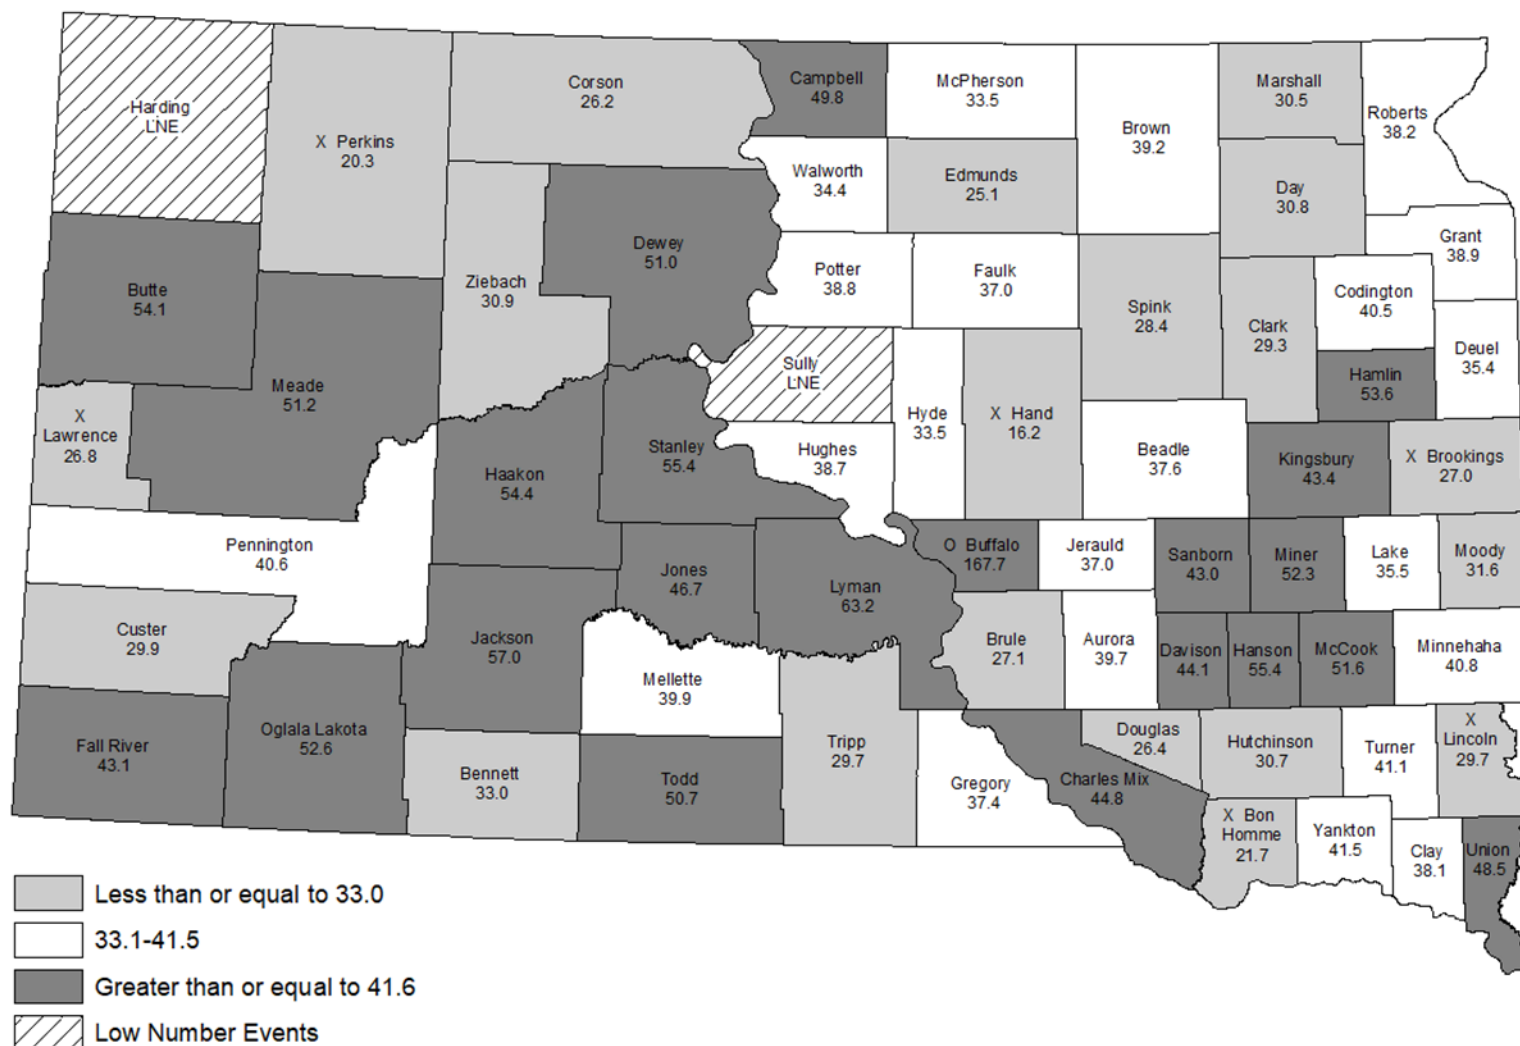 Harding
LNE
X Perkins
20.3
Corson
26.2
Campbell
49.8
McPherson
33.5
Brown
39.2
Marshall
30.5
Roberts
38.2
Walworth
34.4
Edmunds
25.1
Day
30.8
Butte
54.1
Meade
51.2
Ziebach
30.9
Dewey
51.0
Potter
38.8
Faulk
37.0
Spink
28.4
Clark
29.3
Codington
40.5
Grant
38.9
Deuel
35.4
Hamlin
53.6
X
Lawrence
26.8
Haakon
54.4
Stanley
55.4
Sully
LNE
Hughes
38.7
Hyde
33.5
X Hand
16.2
Beadle
37.6
Kingsbury
43.4
X Brookings
27.0
Pennington
40.6
Jones
46.7
Lyman
63.2
O Buffalo
167.7
Jerauld
37.0
Sanborn
43.0
Miner
52.3
Lake
35.5
Moody
31.6
Custer
29.9
Jackson
57.0
Mellette
39.9
Brule
27.1
Aurora
39.7
Davison
44.1
Hanson
55.4
McCook
51.6
Minnehaha
40.8
Fall River
43.1
Oglala Lakota
52.6
Bennett
33.0
Todd
50.7
Tripp
29.7
Gregory
37.4
Charles Mix
44.8
Douglas
26.4
Hutchinson
30.7
Turner
41.1
X
Lincoln
29.7
X Bon
Homme
21.7
Yankton
41.5
Clay
38.1
Union
48.5
Less than or equal to 33.0
33.1-41.5
Greater than or equal to 41.6
Low Number Events